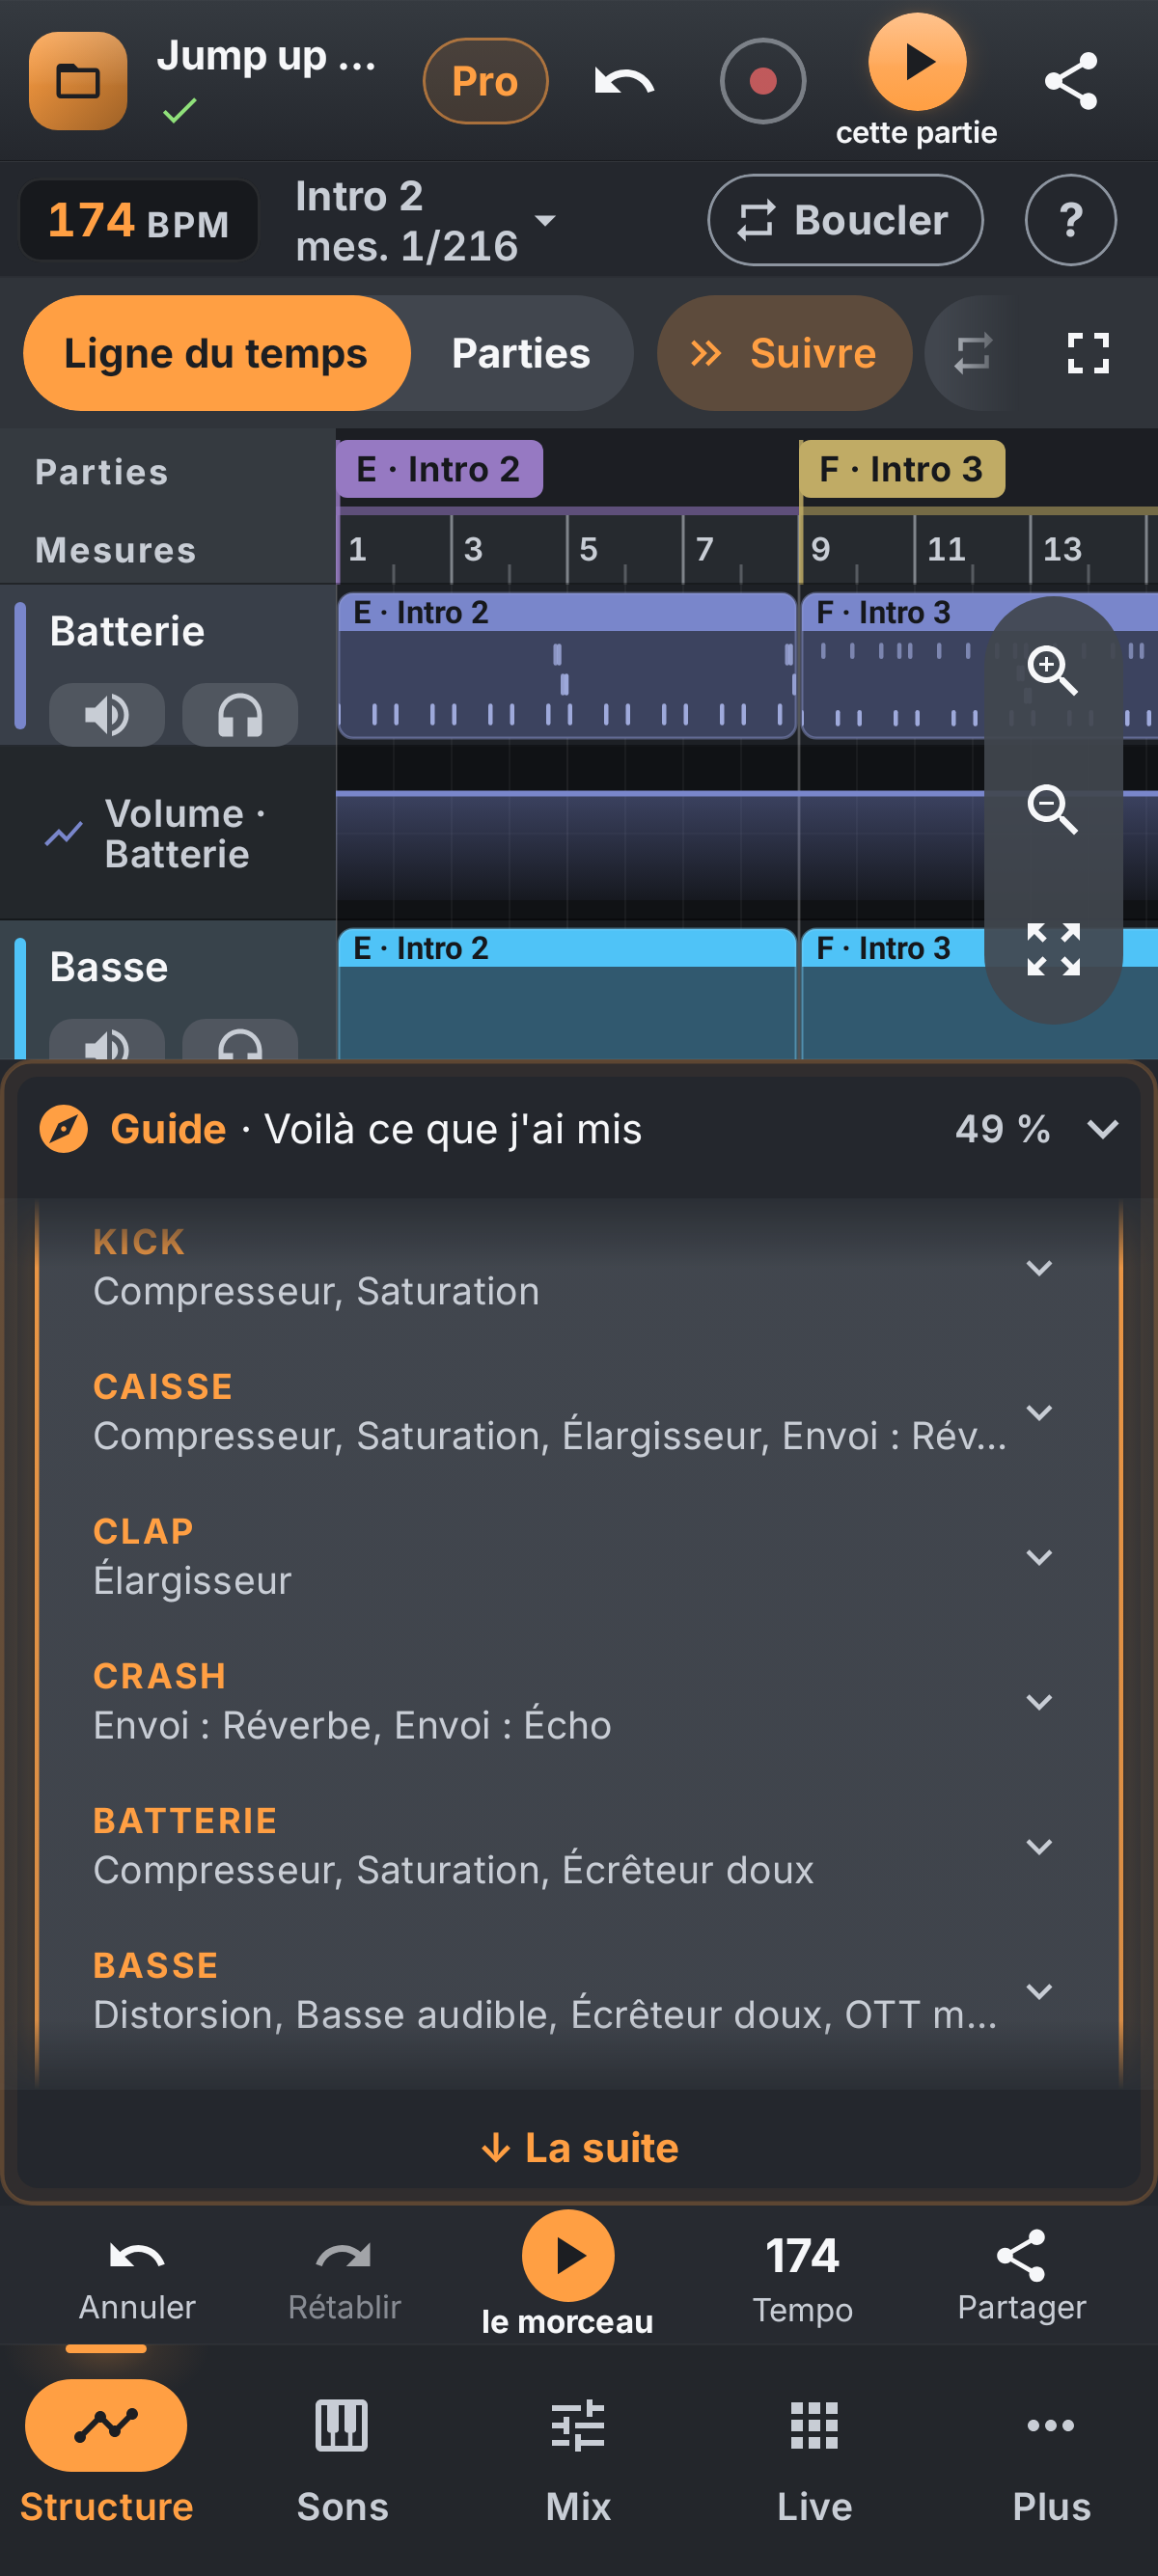 Jump up ...
Pro
cette partie
174 BPM
Intro 2
mes. 1/216
Boucler
?
Ligne du temps
Parties
Suivre
Parties
E · Intro 2
F · Intro 3
Mesures
1
3
5
7
9
11
13
Batterie
E · Intro 2
F · Intro 3
Volume ·
Batterie
Basse
E · Intro 2
F · Intro 3
Guide · Voilà ce que j'ai mis
49 %
KICK
Compresseur, Saturation
CAISSE
Compresseur, Saturation, Élargisseur, Envoi : Rév...
CLAP
Élargisseur
CRASH
Envoi : Réverbe, Envoi : Écho
BATTERIE
Compresseur, Saturation, Écrêteur doux
BASSE
Distorsion, Basse audible, Écrêteur doux, OTT m...
La suite
Annuler
Rétablir
le morceau
174
Tempo
Partager
Structure
Sons
Mix
Live
Plus